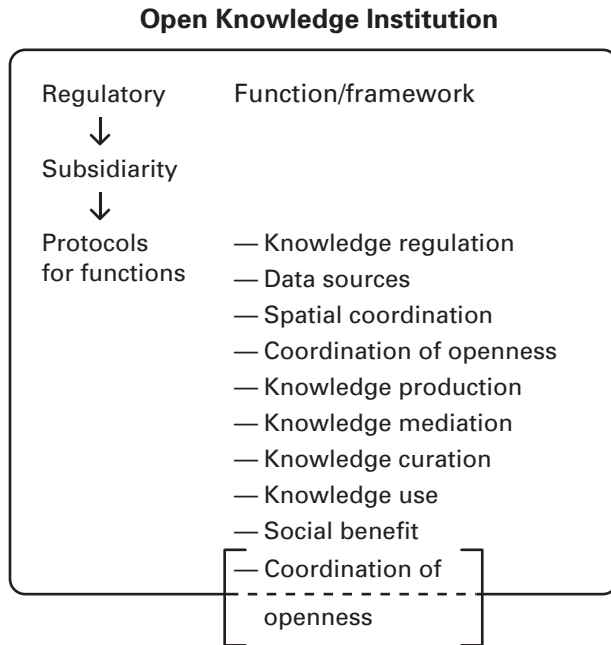 Open Knowledge Institution
Regulatory Function/framework
Subsidiarity
Protocols — Knowledge regulation
for functions — Data sources
— Spatial coordination
— Coordination of openness
— Knowledge production
— Knowledge mediation
— Knowledge curation
— Knowledge use
— Social benefit
— Coordination of
openness